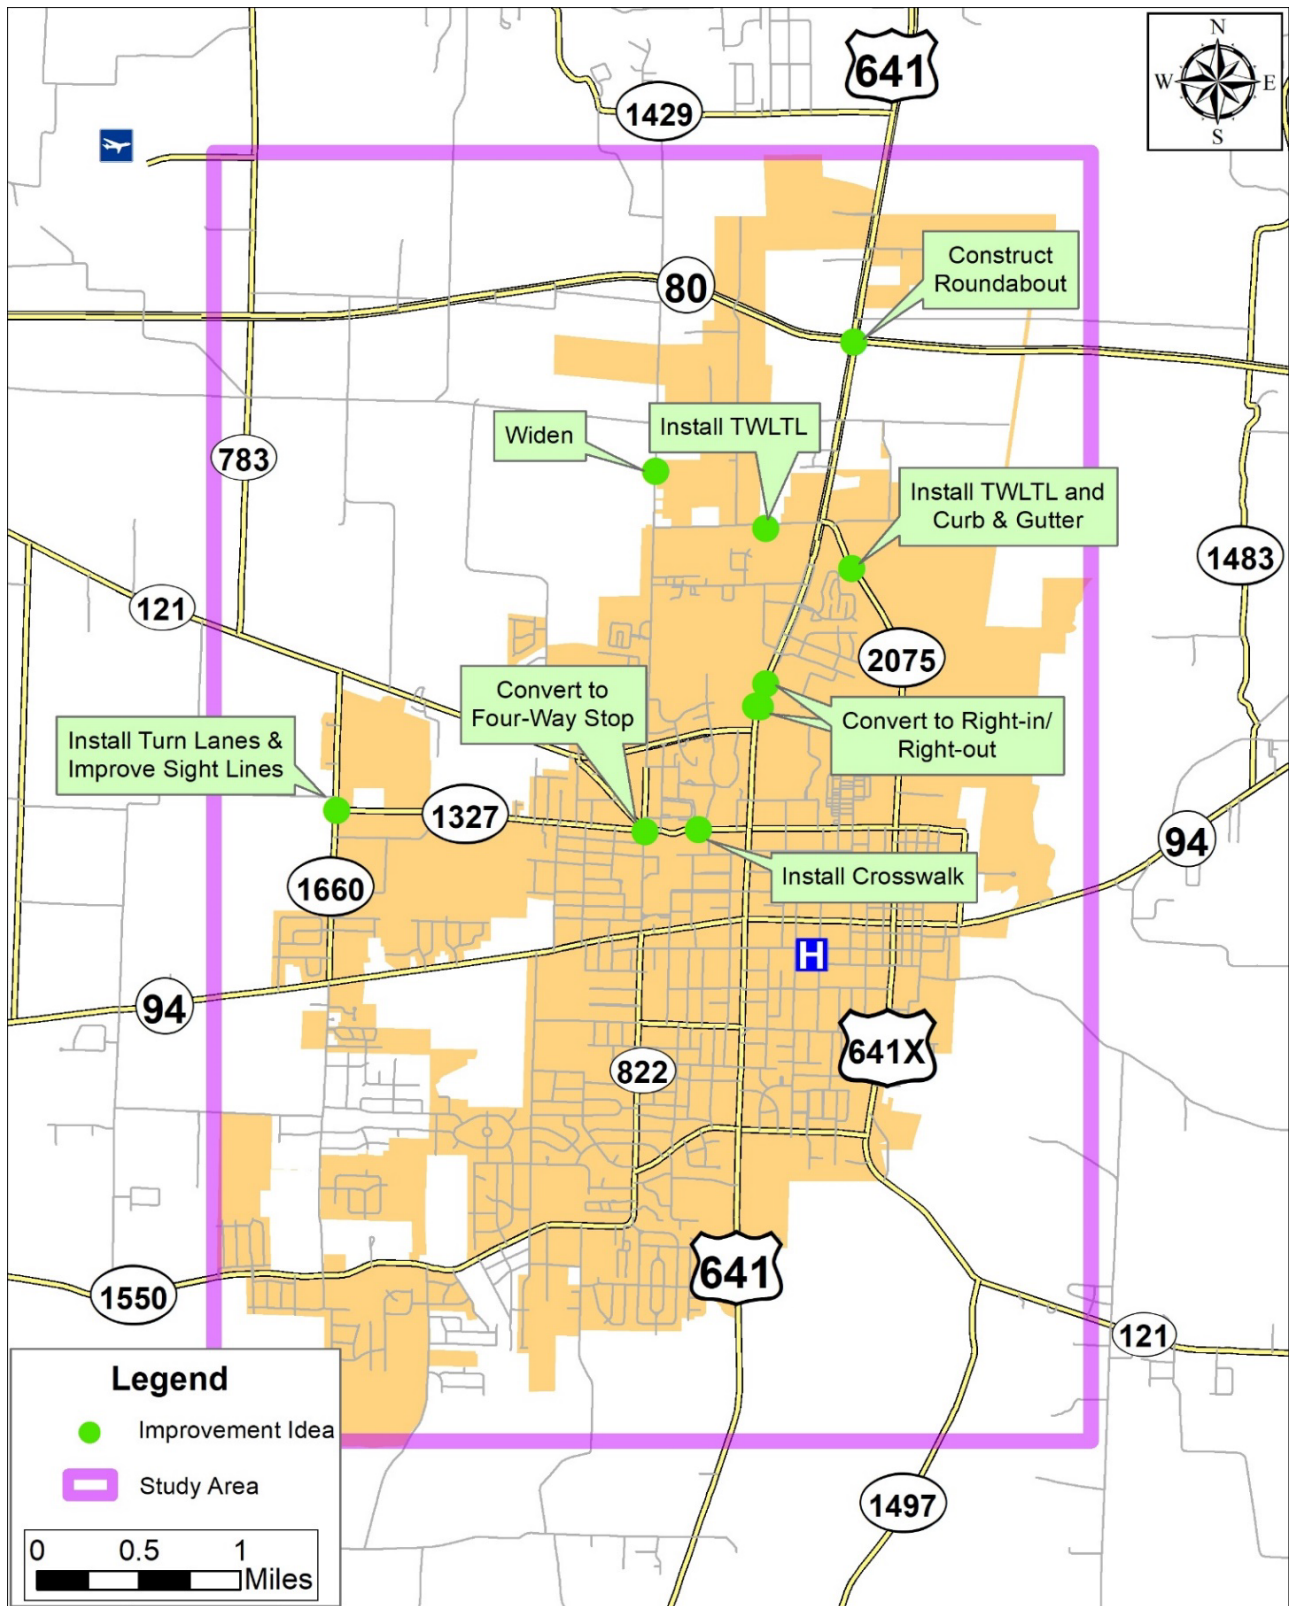 N
W
E
S
641
1429
Construct
Roundabout
80
Widen
Install TWLTL
783
Install TWLTL and
Curb & Gutter
1483
121
2075
Convert to
Four-Way Stop
Convert to Right-in/
Right-out
Install Turn Lanes &
Improve Sight Lines
1327
94
Install Crosswalk
1660
H
94
641X
822
641
1550
121
Legend
Improvement Idea
Study Area
1497
0 0.5 1
Miles